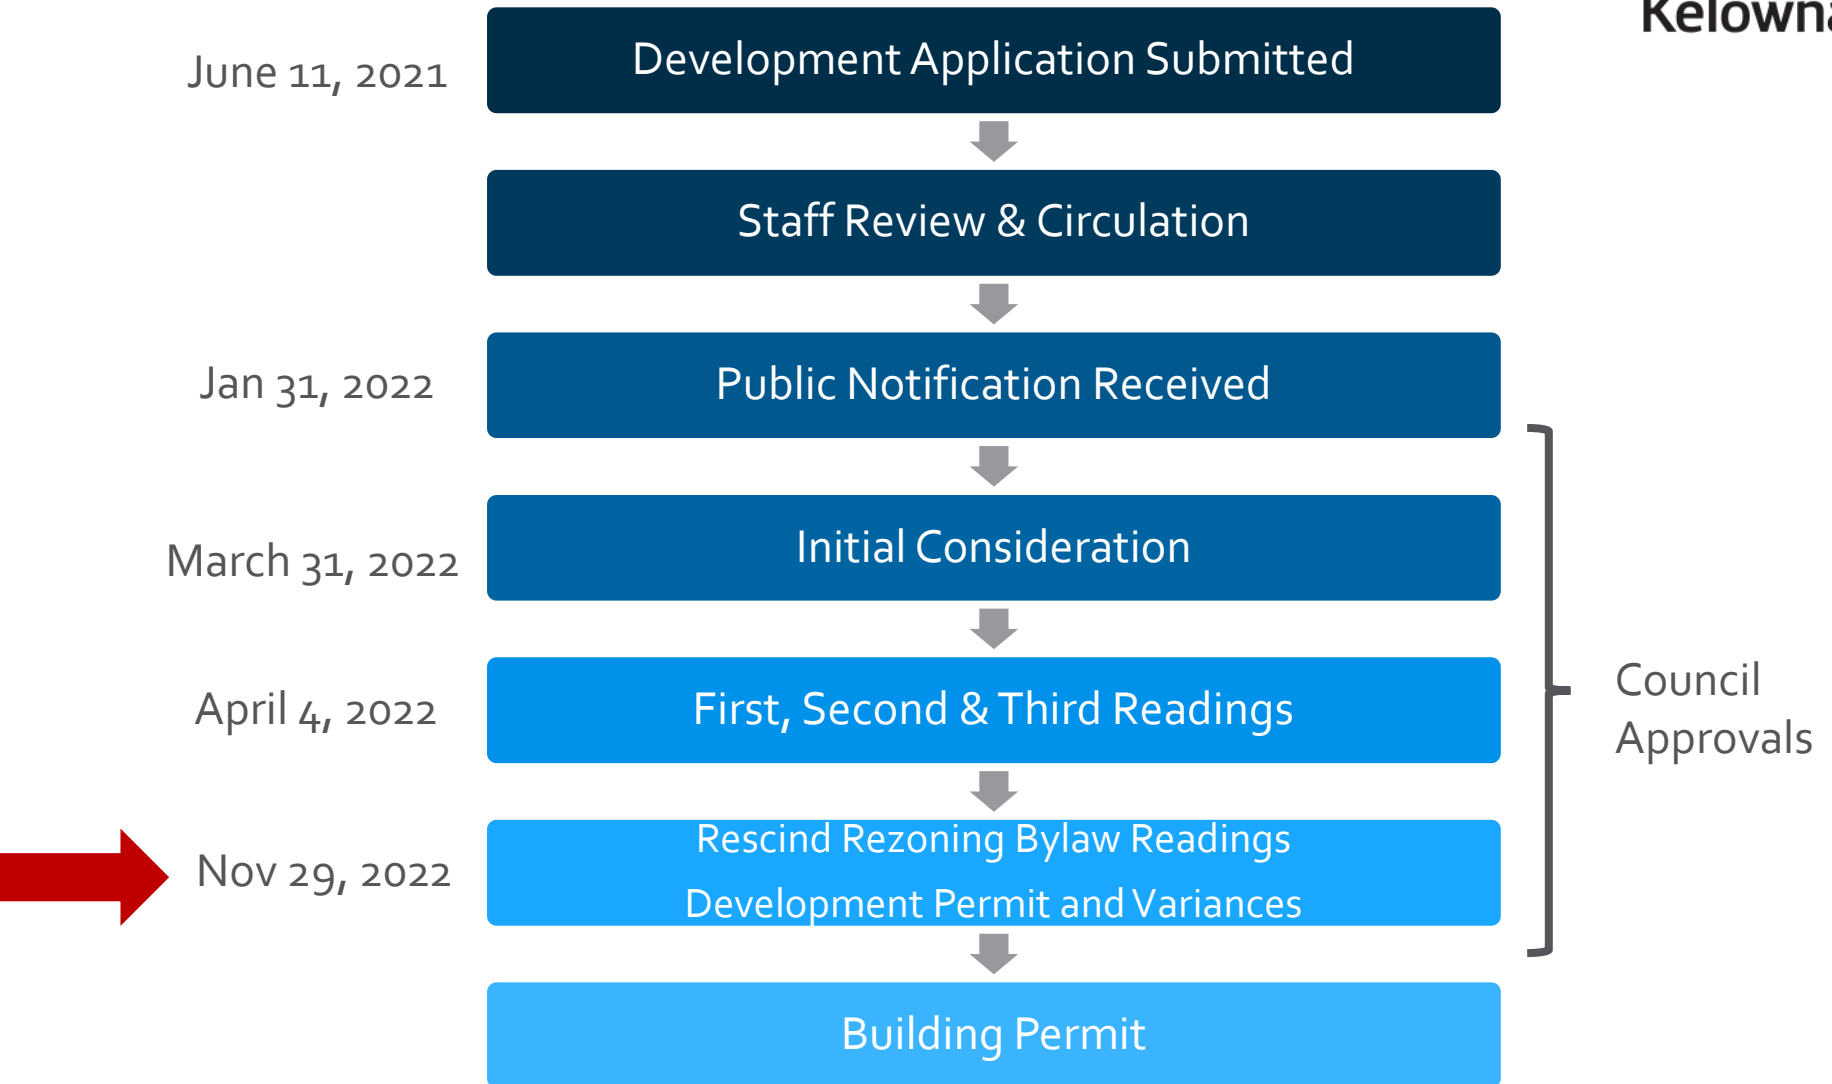 Kelowna
June 11, 2021
Development Application Submitted
Staff Review & Circulation
Jan 31, 2022
Public Notification Received
March 31, 2022
Initial Consideration
April 4, 2022
First, Second & Third Readings
Council
Approvals
Nov 29, 2022
Rescind Rezoning Bylaw Readings
Development Permit and Variances
Building Permit